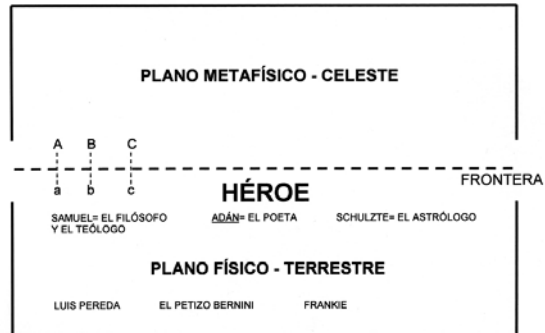 PLANO METAFÍSICO - CELESTE
A B C
FRONTERA
a b c
HÉROE
SAMUEL= EL FILÓSOFO Y EL TEÓLOGO
ADÁN= EL POETA
SCHULZTE= EL ASTRÓLOGO
PLANO FÍSICO - TERRESTRE
LUIS PEREDA EL PETIZO BERNINI FRANKIE